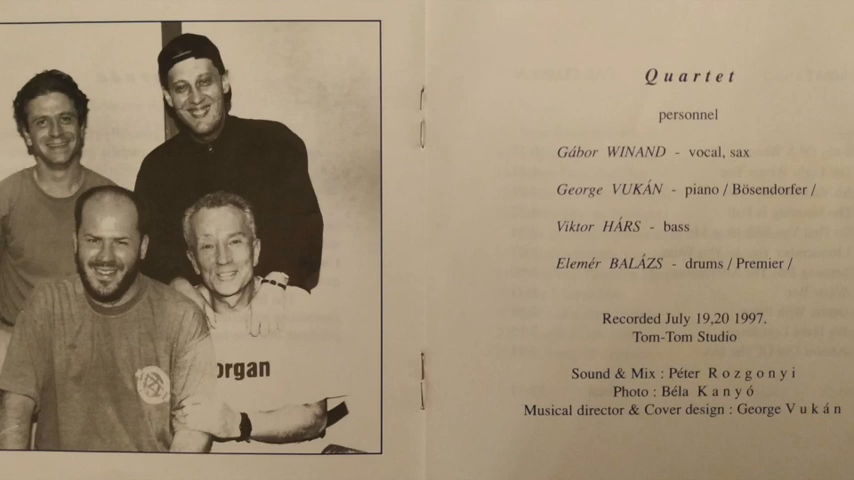 organ
Quartet
personnel
Gábor WINAND - vocal, sax
George VUKÁN - piano / Bösendorfer /
Viktor HÁRS - bass
Elemér BALÁZS - drums / Premier /
Recorded July 19,20 1997.
Tom-Tom Studio
Sound & Mix : Péter Rozgonyi
Photo : Béla Kanyó
Musical director & Cover design : George Vukán